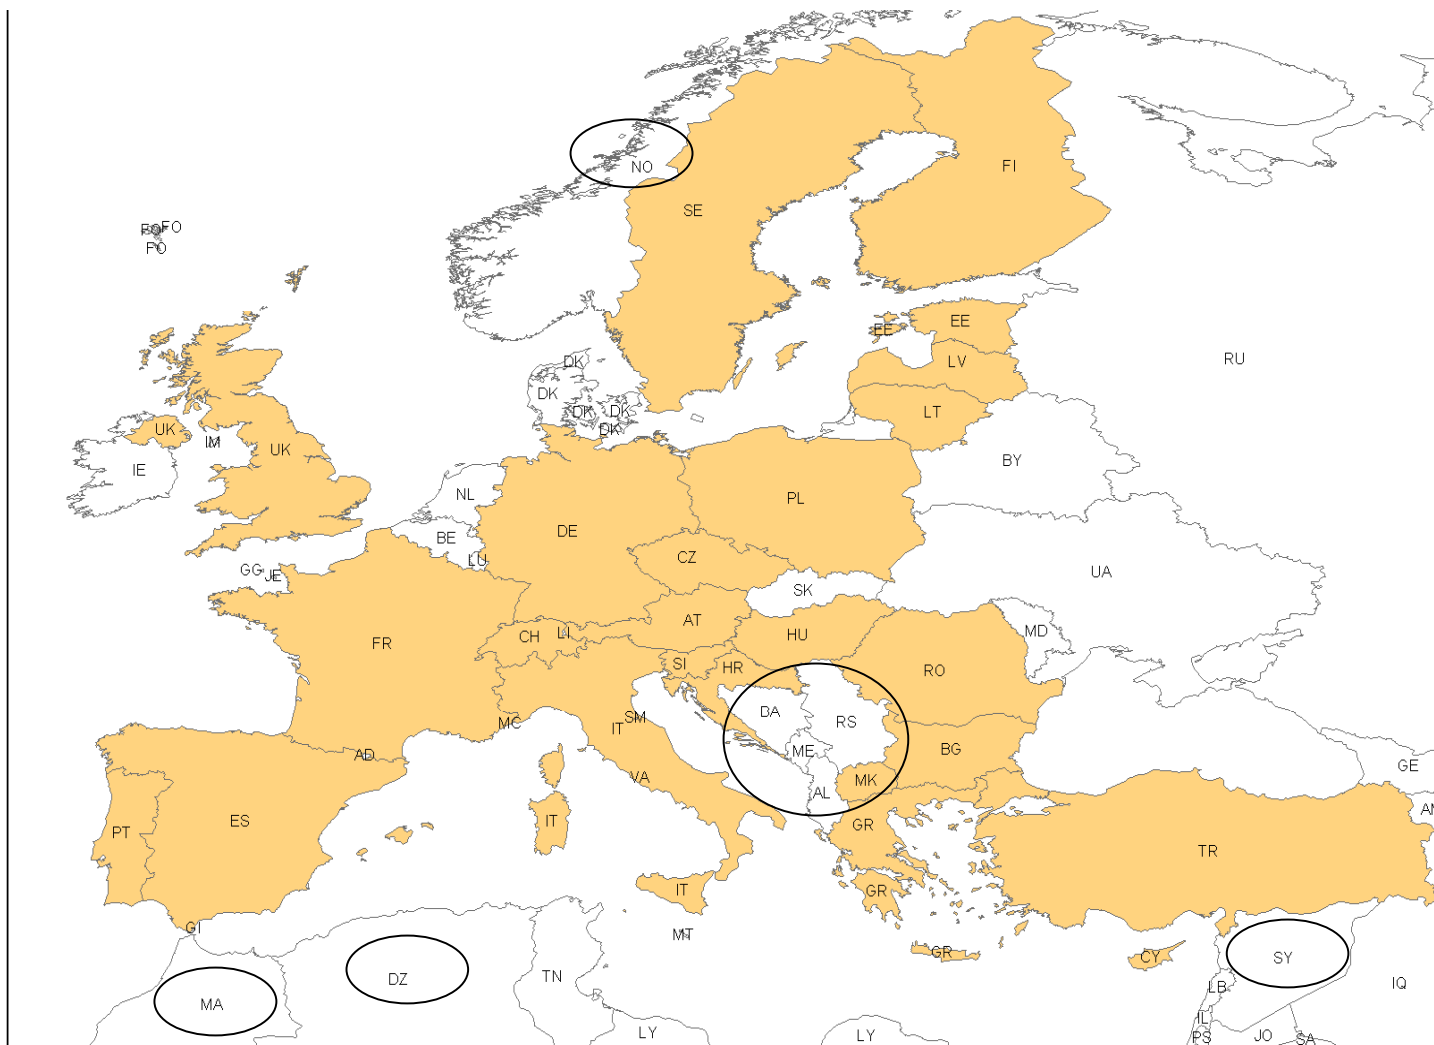 NO
FI
SE
FO FO
FO
EE
EE
RU
DK
LV
DK
DK DK
LT
DK
UK
IM
UK
IE
BY
NL
PL
DE
BE
CZ
LU
GG JE
UA
SK
AT
MD
HU
CH LI
FR
SI HR
RO
BA
SM
RS
MC
IT
ME
BG
AD
GE
VA
MK
AL
AM
ES
IT
GR
PT
TR
IT
GR
GI
MT
GR
CY
SY
TN
DZ
IQ
LB
MA
IL
LY
LY
PS
JO
SA